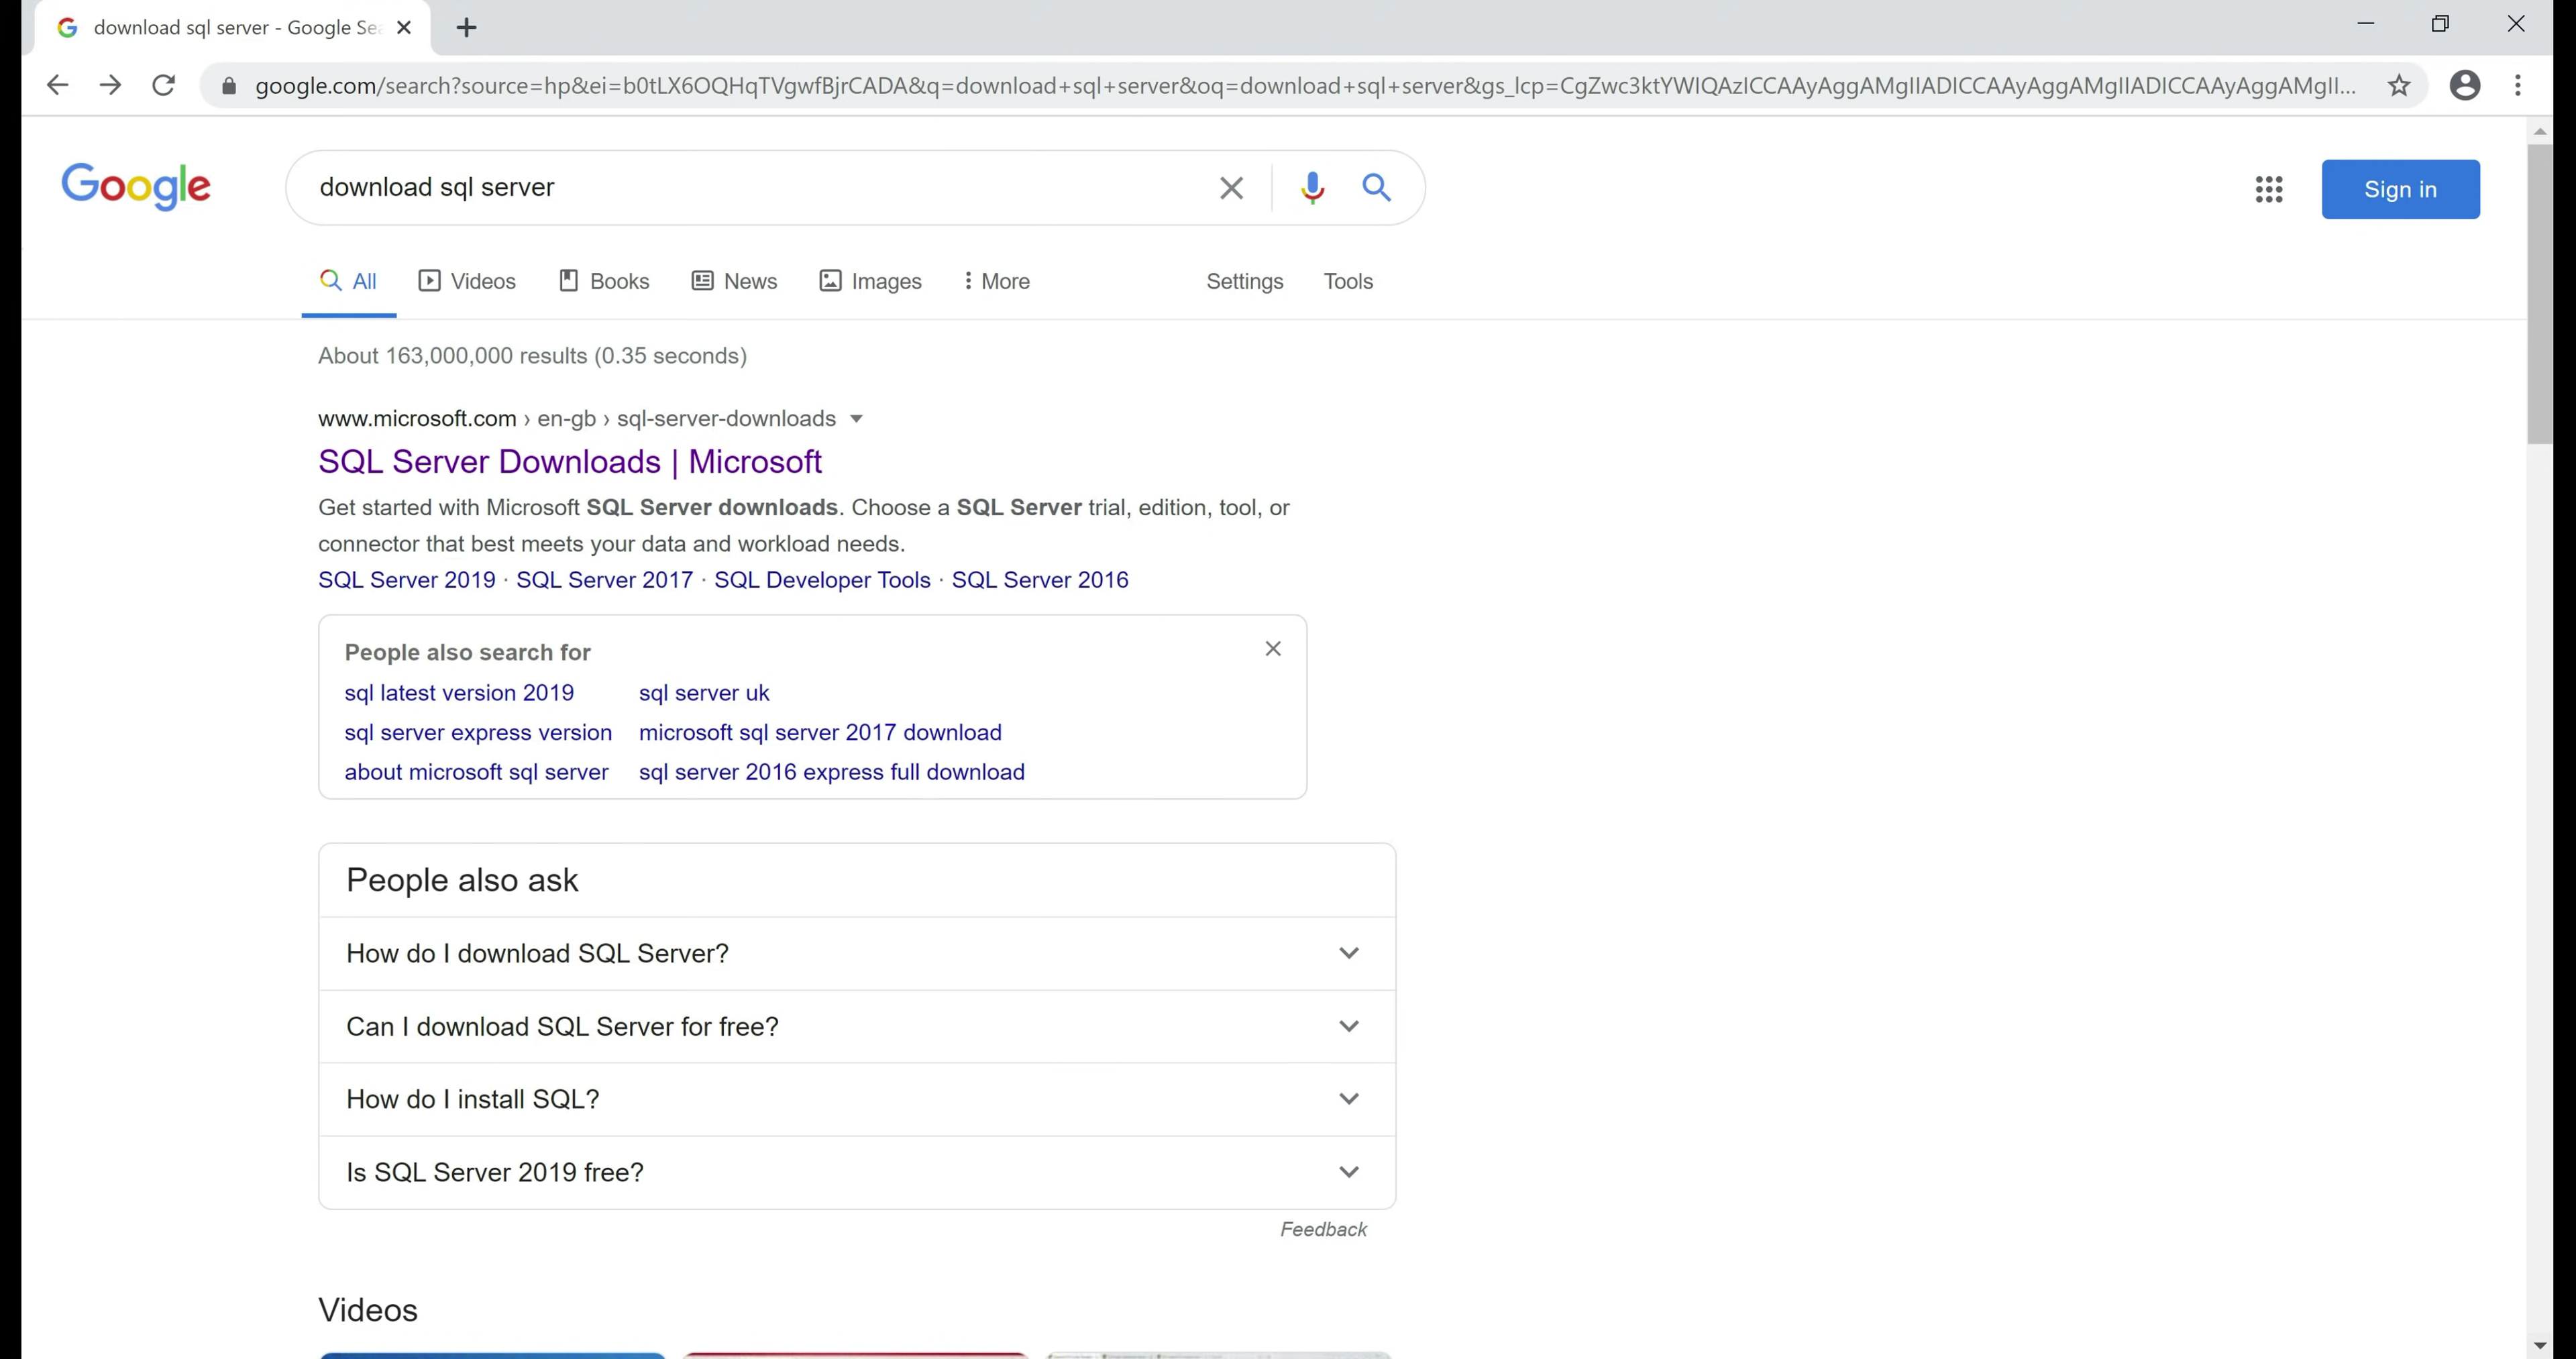 download sql server - Google Sea
google.com/search?source=hp&ei=b0tLX6OQHqTVgwfBjrCADA&q=download+sql+server&oq=download+sql+server&gs_lcp=CgZwc3ktYWIQAzICCAAyAggAMgIIADICCAAyAggAMgIIADICCAAyAggAMgII...
Google
download sql server
Sign in
All Videos Books News Images More Settings Tools
About 163,000,000 results (0.35 seconds)
www.microsoft.com › en-gb › sql-server-downloads
SQL Server Downloads | Microsoft
Get started with Microsoft SQL Server downloads. Choose a SQL Server trial, edition, tool, or
connector that best meets your data and workload needs.
SQL Server 2019 · SQL Server 2017 · SQL Developer Tools · SQL Server 2016
People also search for
sql latest version 2019 sql server uk
sql server express version microsoft sql server 2017 download
about microsoft sql server sql server 2016 express full download
People also ask
How do I download SQL Server?
Can I download SQL Server for free?
How do I install SQL?
Is SQL Server 2019 free?
Feedback
Videos